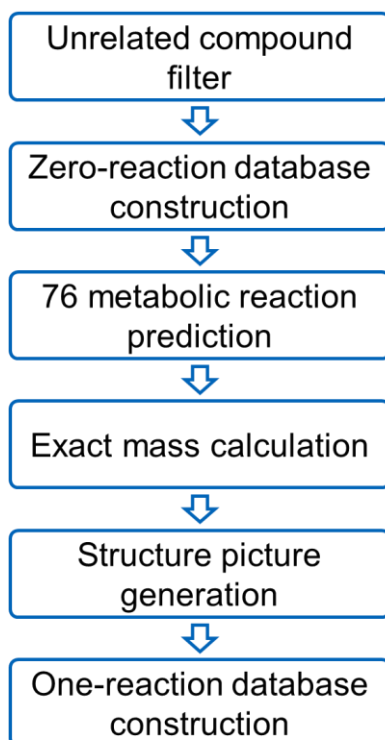 Unrelated compound
filter
Zero-reaction database
construction
76 metabolic reaction
prediction
Exact mass calculation
Structure picture
generation
One-reaction database
construction